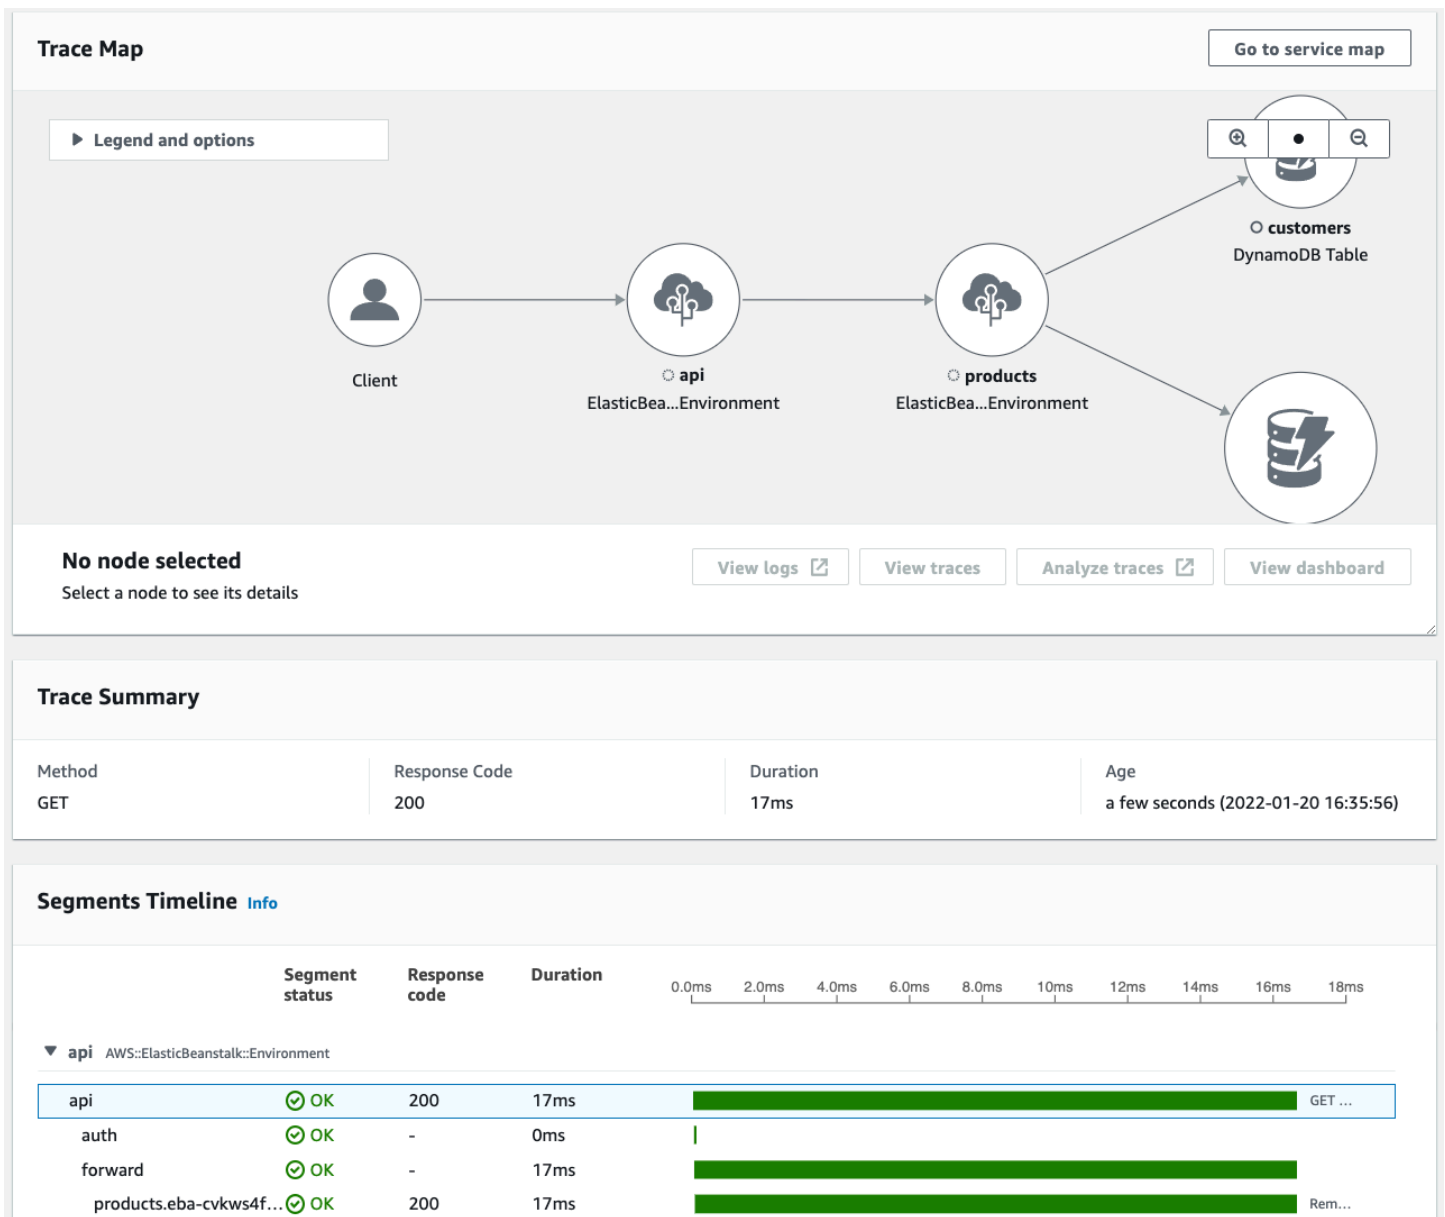 Trace Map
Go to service map
Legend and options
customers
DynamoDB Table
Client
api
ElasticBea...Environment
products
ElasticBea...Environment
No node selected
Select a node to see its details
View logs
View traces
Analyze traces
View dashboard
Trace Summary
Method
GET
Response Code
200
Duration
17ms
Age
a few seconds (2022-01-20 16:35:56)
Segments Timeline Info
Segment status
Response code
Duration
0.0ms 2.0ms 4.0ms 6.0ms 8.0ms 10ms 12ms 14ms 16ms 18ms
api AWS::ElasticBeanstalk::Environment
api OK 200 17ms GET ...
auth OK - 0ms
forward OK - 17ms
products.eba-cvkws4f... OK 200 17ms Rem...